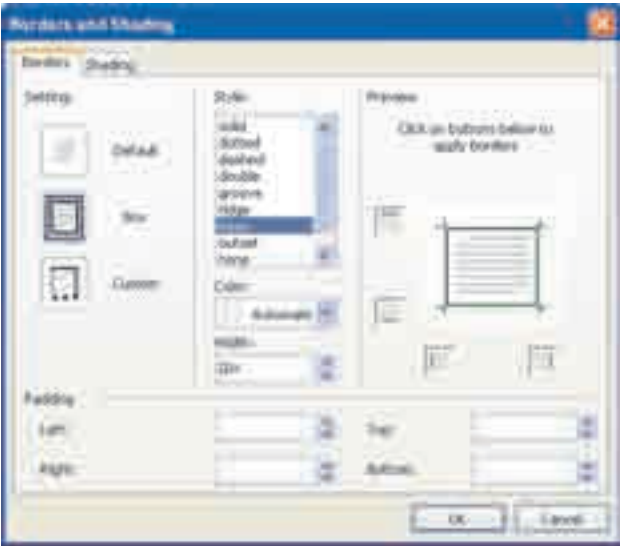 Borders and Shading
Borders Shading
Setting:
Default
Box
Custom
Style:
solid
dotted
dashed
double
groove
ridge
outset
none
Color:
Automatic
Width:
Preview
Click on buttons below to
apply borders
Padding
Left:
Right:
Top:
Bottom:
OK Cancel